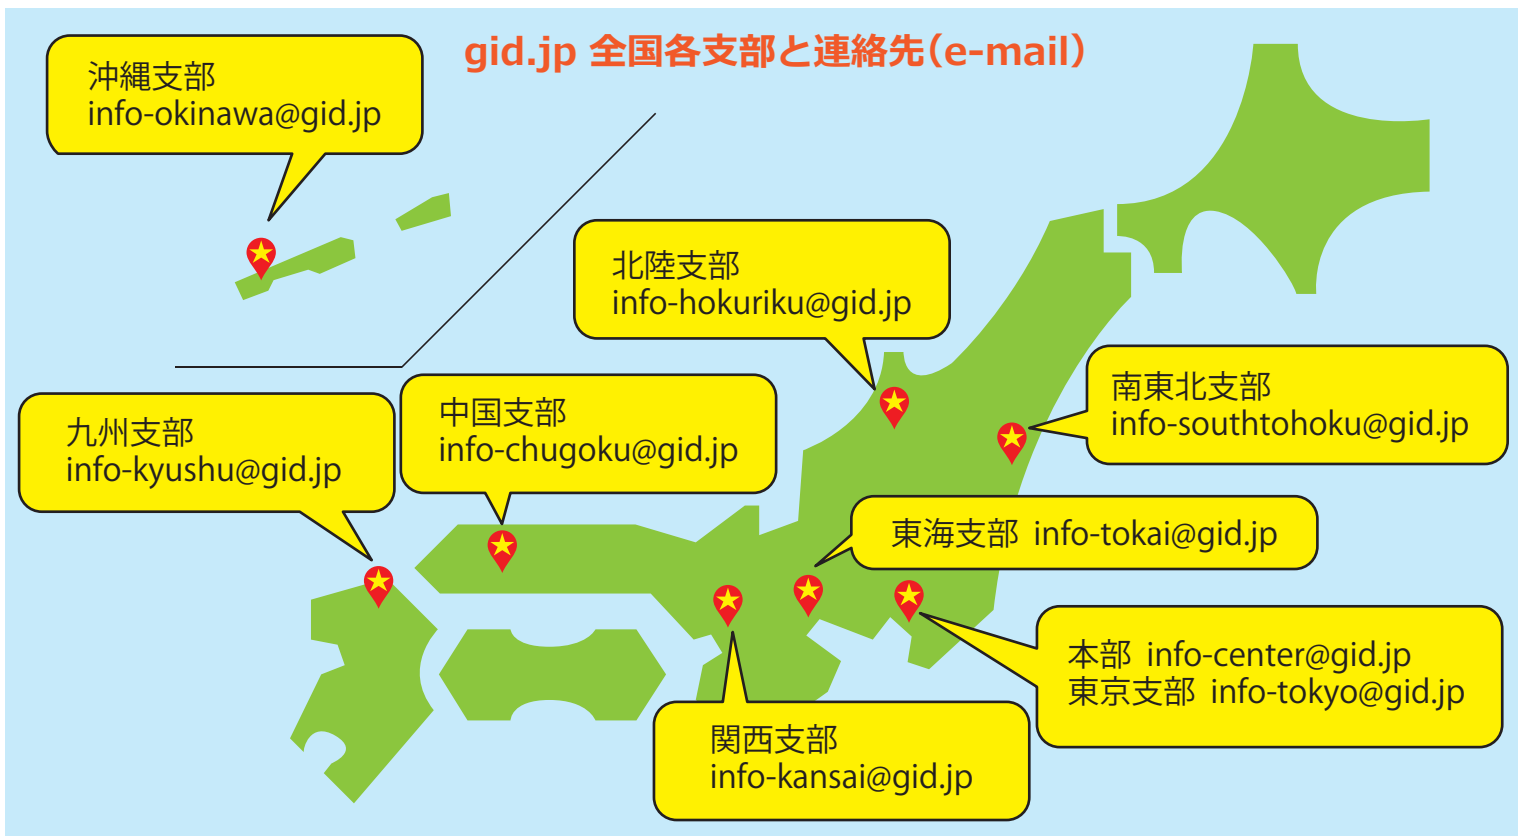 gid.jp 全国各支部と連絡先(e-mail)
沖縄支部
info-okinawa@gid.jp
北陸支部
info-hokuriku@gid.jp
南東北支部
info-southtohoku@gid.jp
中国支部
info-chugoku@gid.jp
九州支部
info-kyushu@gid.jp
東海支部 info-tokai@gid.jp
本部 info-center@gid.jp
東京支部 info-tokyo@gid.jp
関西支部
info-kansai@gid.jp